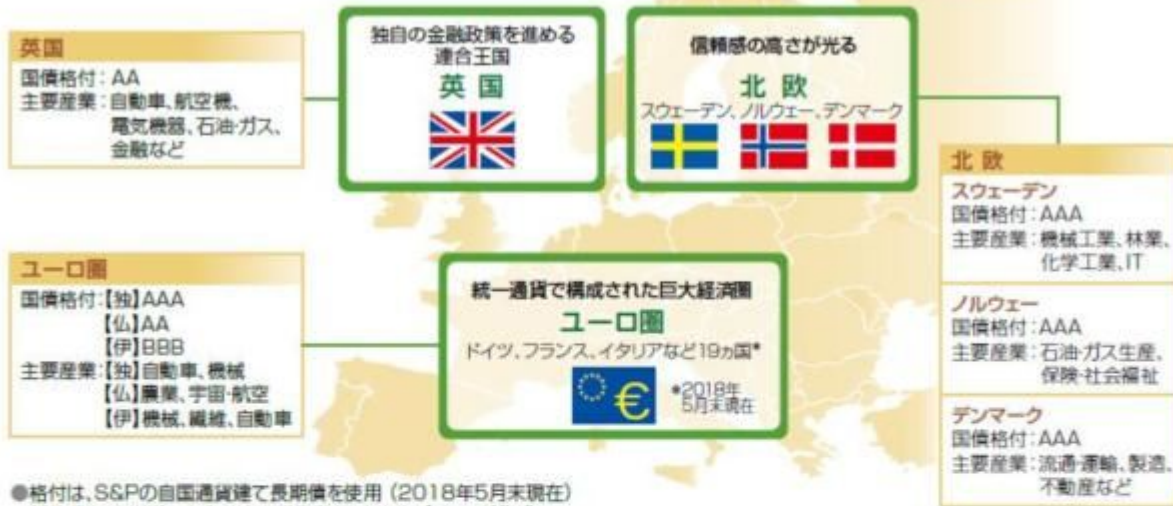 英国
国債格付：AA
主要産業：自動車、航空機、
電気機器、石油・ガス、
金融など
独自の金融政策を進める
連合王国
英国
信頼感の高さが光る
北欧
スウェーデン、ノルウェー、デンマーク
北欧
スウェーデン
国債格付：AAA
主要産業：機械工業、林業、
化学工業、IT
ノルウェー
国債格付：AAA
主要産業：石油・ガス生産、
保険・社会福祉
デンマーク
国債格付：AAA
主要産業：流通・運輸、製造、
不動産など
ユーロ圏
国債格付：【独】AAA
【仏】AA
【伊】BBB
主要産業：【独】自動車、機械
【仏】農業、宇宙・航空
【伊】機械、繊維、自動車
統一通貨で構成された巨大経済圏
ユーロ圏
ドイツ、フランス、イタリアなど19ヵ国*
€
*2018年
5月末現在
●格付は、S&Pの自国通貨建て長期債を使用（2018年5月末現在）